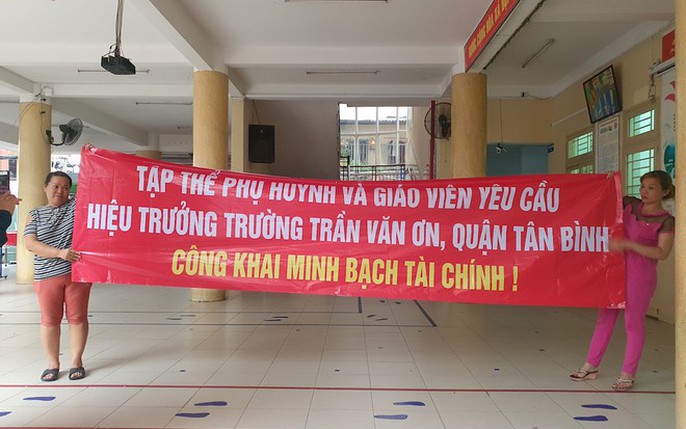 TẬP THỂ PHỤ HUYNH VÀ GIÁO VIÊN YÊU CẦU
HIỆU TRƯỞNG TRƯỜNG TRẦN VĂN ƠN, QUẬN TÂN BÌNH
CÔNG KHAI MINH BẠCH TÀI CHÍNH !